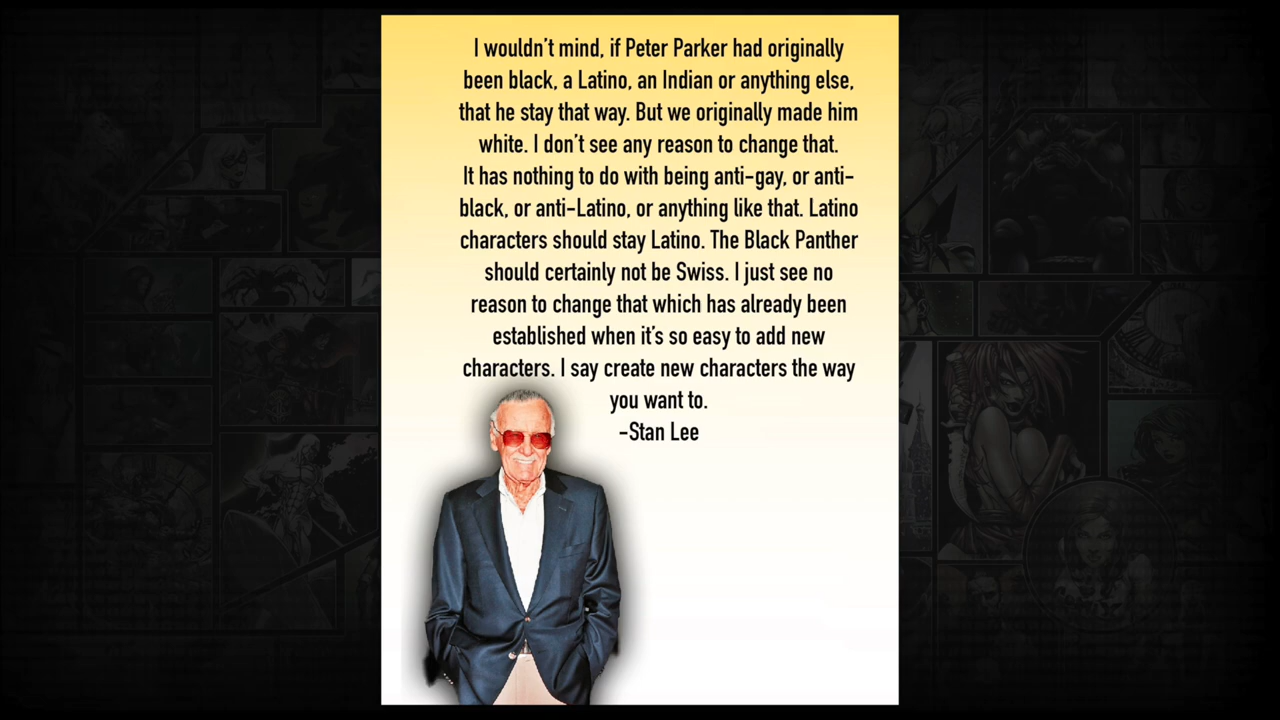 I wouldn't mind, if Peter Parker had originally
been black, a Latino, an Indian or anything else,
that he stay that way. But we originally made him
white. I don't see any reason to change that.
It has nothing to do with being anti-gay, or anti-
black, or anti-Latino, or anything like that. Latino
characters should stay Latino. The Black Panther
should certainly not be Swiss. I just see no
reason to change that which has already been
established when it's so easy to add new
characters. I say create new characters the way
you want to.
-Stan Lee